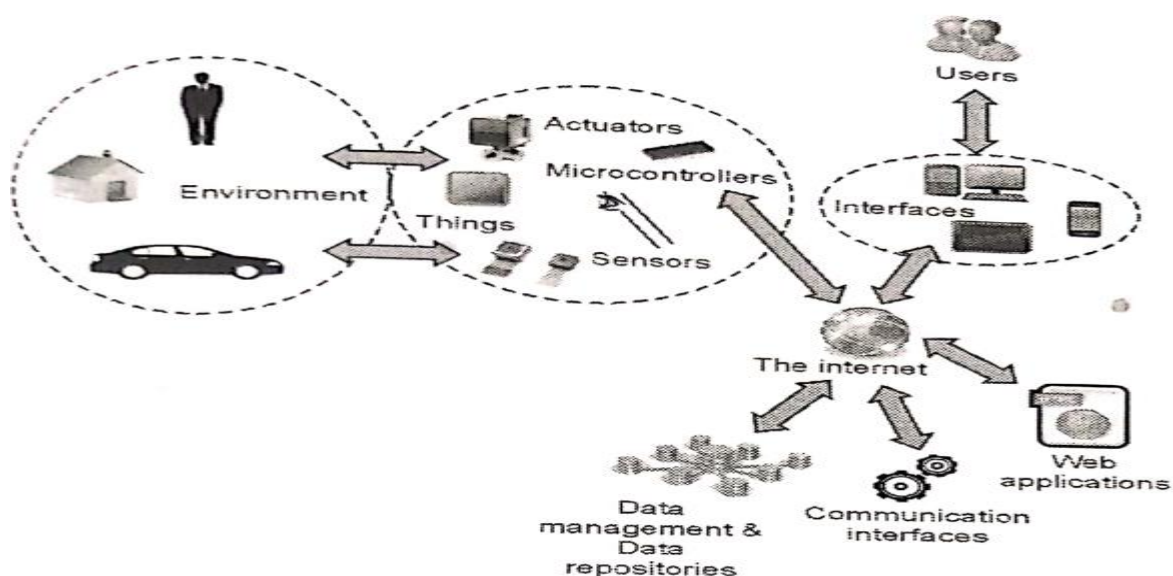 Users
Actuators
Microcontrollers
Environment
Interfaces
Things
Sensors
The internet
Web
applications
Data
management &
Data
repositories
Communication
interfaces